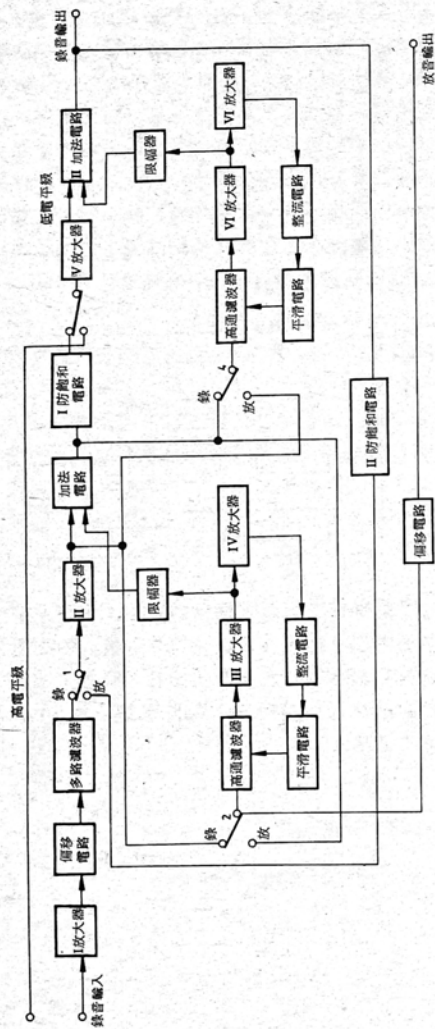 錄音輸入
I放大器
偏移
電路
多路濾波器
錄
1
放
II 放大器
加法
電路
I 防飽和電路
V 放大器
低電平級
II 加法電路
錄音輸出
高電平級
限幅器
錄
2
放
高通濾波器
III 放大器
IV 放大器
平滑電路
整流電路
錄
4
放
高通濾波器
VI 放大器
VI 放大器
限幅器
平滑電路
整流電路
II 防飽和電路
偏移電路
放音輸出